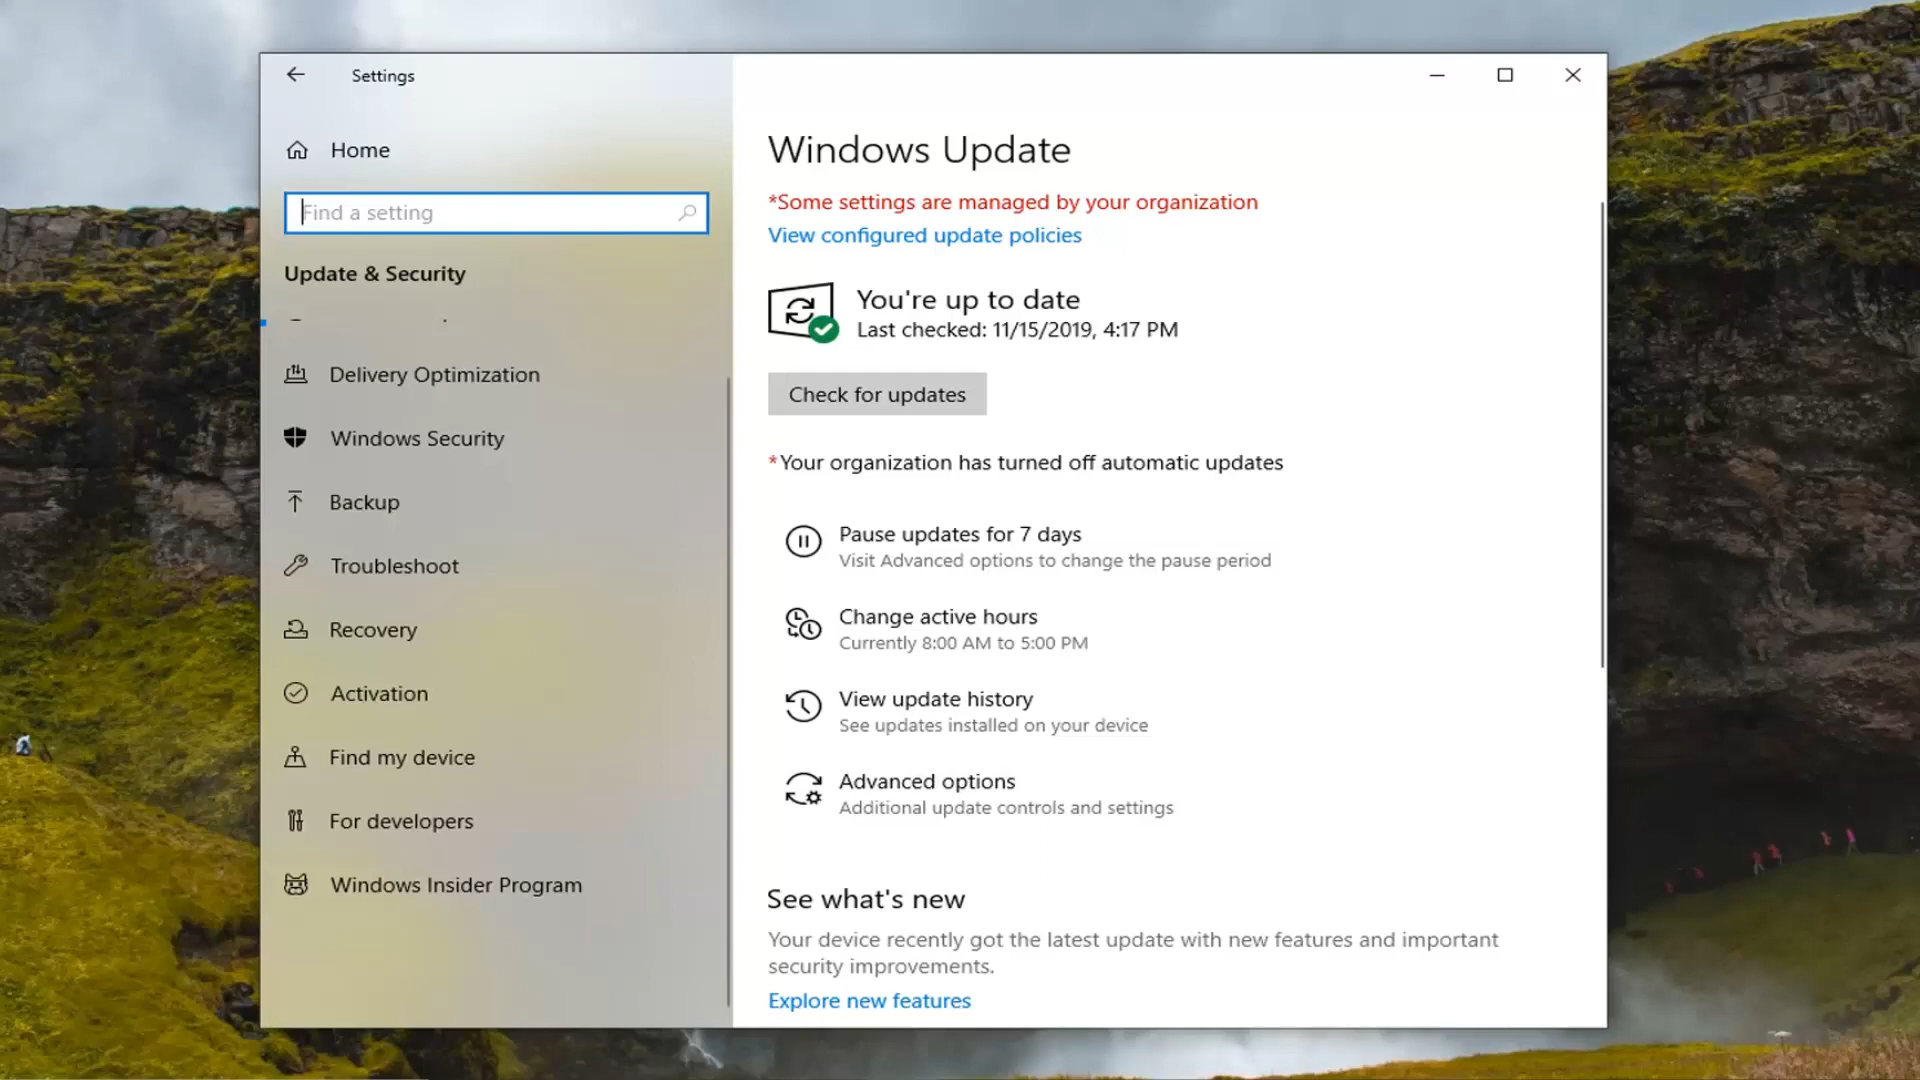 Settings
Home
Find a setting
Update & Security
Delivery Optimization
Windows Security
Backup
Troubleshoot
Recovery
Activation
Find my device
For developers
Windows Insider Program
Windows Update
*Some settings are managed by your organization
View configured update policies
You're up to date
Last checked: 11/15/2019, 4:17 PM
Check for updates
*Your organization has turned off automatic updates
Pause updates for 7 days
Visit Advanced options to change the pause period
Change active hours
Currently 8:00 AM to 5:00 PM
View update history
See updates installed on your device
Advanced options
Additional update controls and settings
See what's new
Your device recently got the latest update with new features and important
security improvements.
Explore new features